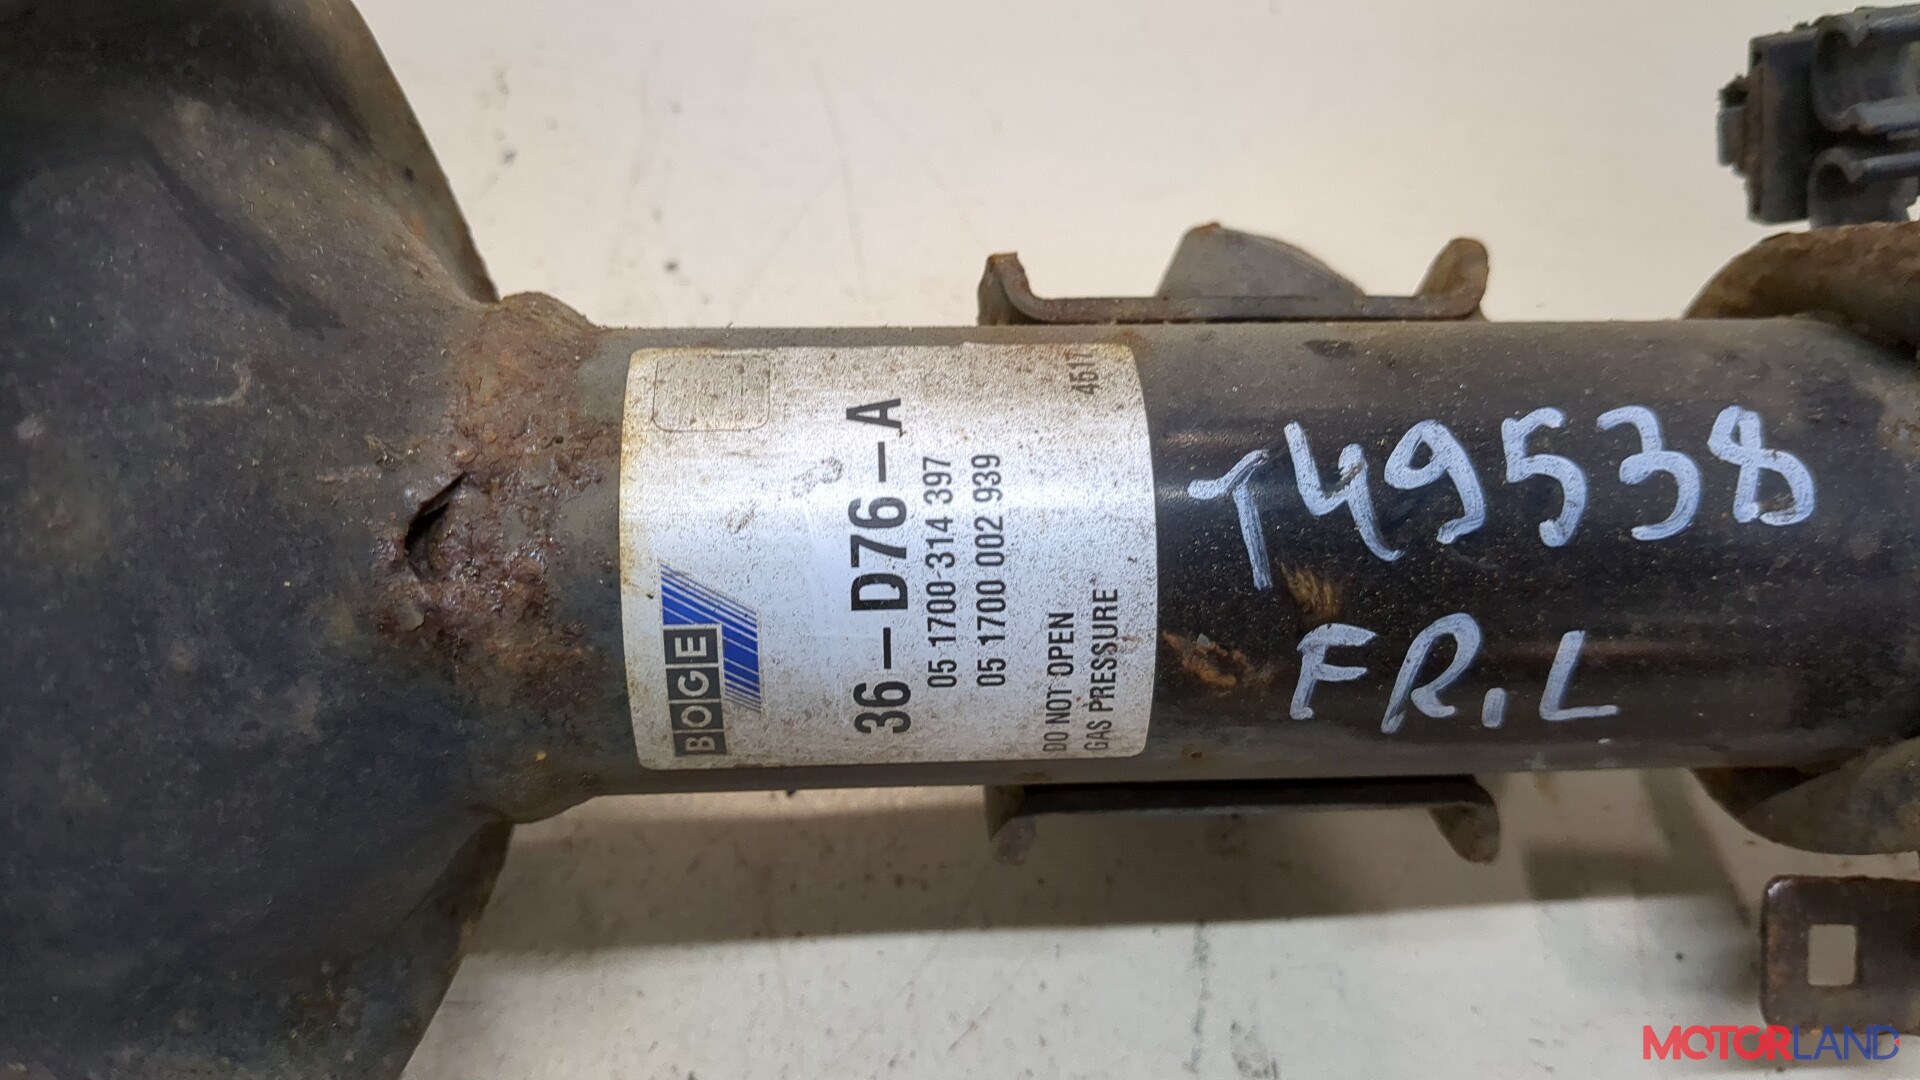 BOGE
36-D76-A
05 1700 314 397
05 1700 002 939
DO NOT OPEN
GAS PRESSURE
4517
T49538
FR.L
MOTORLAND